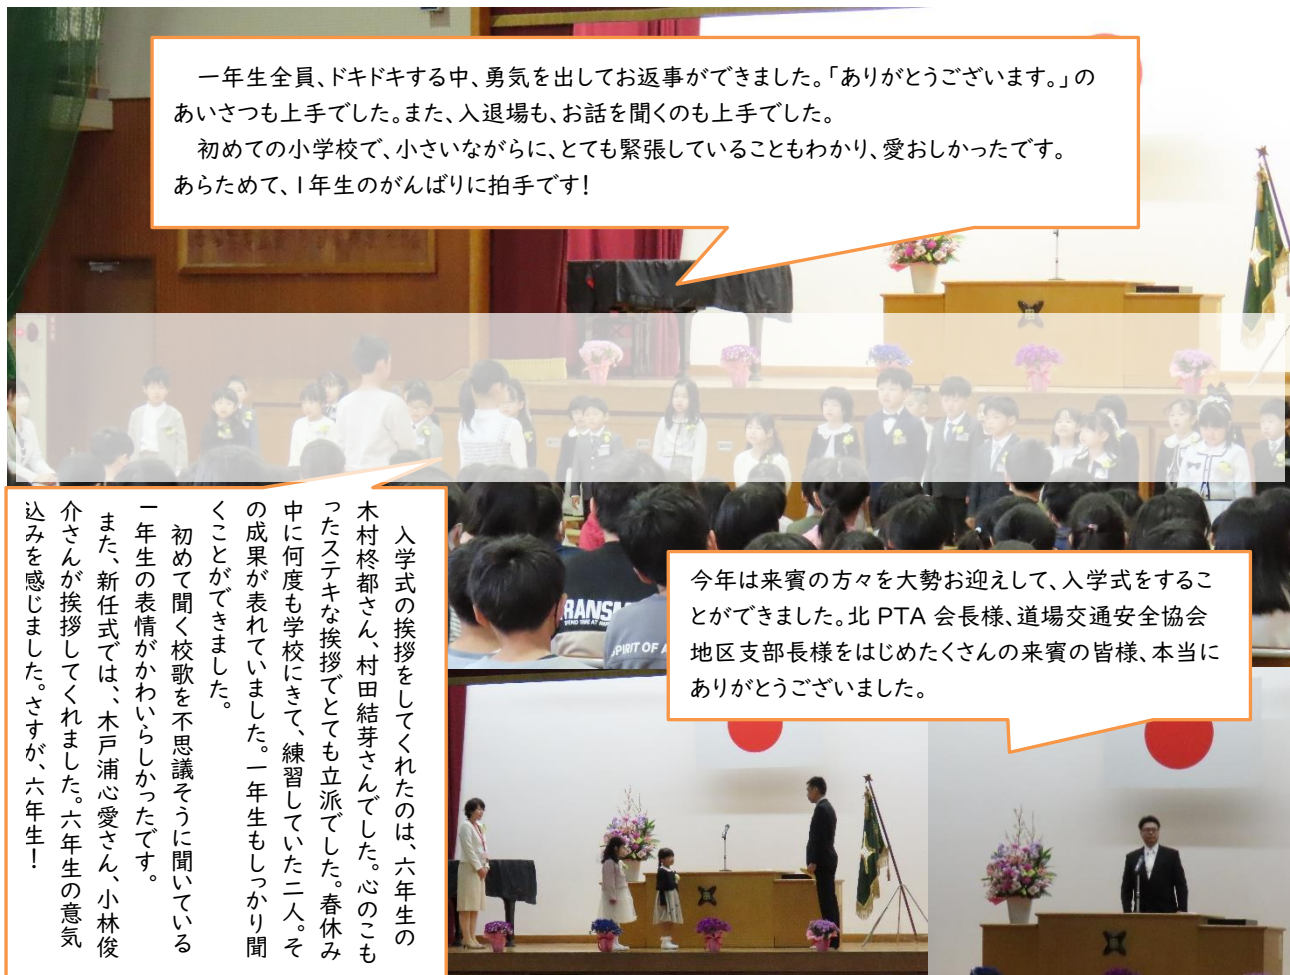 一年生全員、ドキドキする中、勇気を出してお返事ができました。「ありがとうございます。」の
あいさつも上手でした。また、入退場も、お話を聞くのも上手でした。
　初めての小学校で、小さいながらに、とても緊張していることもわかり、愛おしかったです。
あらためて、1年生のがんばりに拍手です！
　入学式の挨拶をしてくれたのは、六年生の
木村柊都さん、村田結芽さんでした。心のこも
ったステキな挨拶でとても立派でした。春休み
中に何度も学校にきて、練習していた二人。そ
の成果が表れていました。一年生もしっかり聞
くことができました。
　初めて聞く校歌を不思議そうに聞いている
一年生の表情がかわいらしかったです。
　また、新任式では、木戸浦心愛さん、小林俊
介さんが挨拶してくれました。六年生の意気
込みを感じました。さすが、六年生！
今年は来賓の方々を大勢お迎えして、入学式をするこ
とができました。北 PTA 会長様、道場交通安全協会
地区支部長様をはじめたくさんの来賓の皆様、本当に
ありがとうございました。
RANSM
SPIRIT OF A